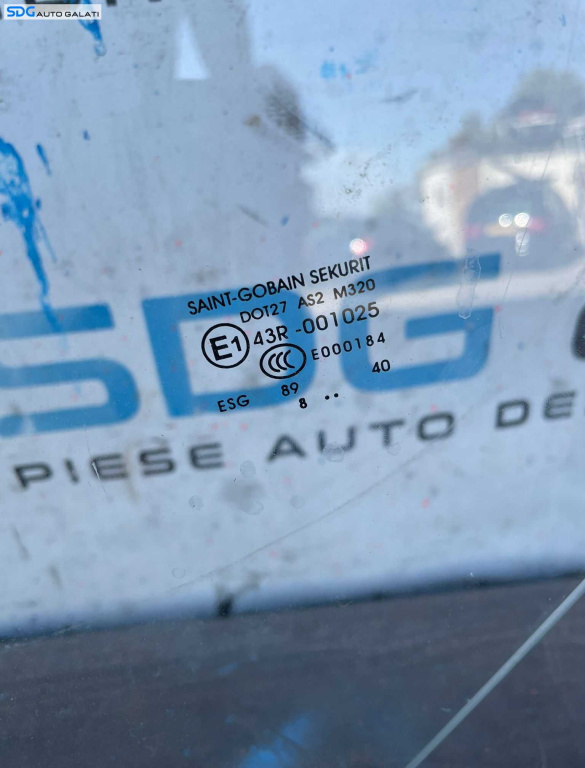 SDG AUTO GALATI
SAINT-GOBAIN SEKURIT
DOT27 AS2 M320
E1 43R -001025
CCC E000184
ESG 89 40
8 ..
SDG
PIESE AUTO DE